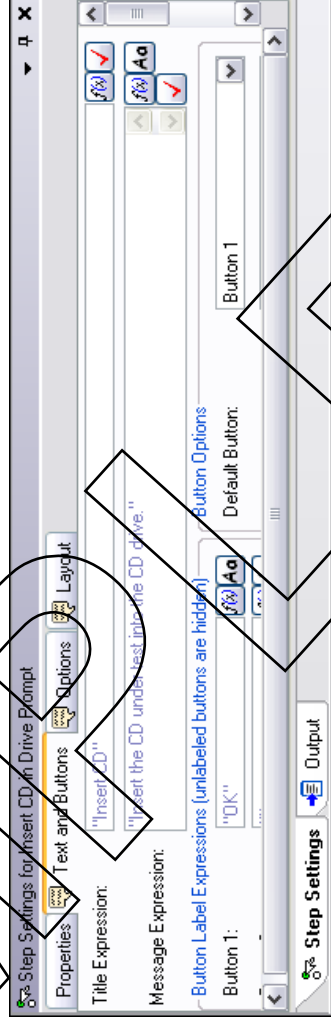 Step Settings for Insert CD in Drive Prompt
Properties Text and Buttons Options Layout
Title Expression: "Insert CD" f(x)
Message Expression: "Insert the CD under test into the CD drive." f(x) Aa
Button Label Expressions (unlabeled buttons are hidden) Button Options
Button 1: "OK" f(x) Aa Default Button: Button 1
Step Settings Output